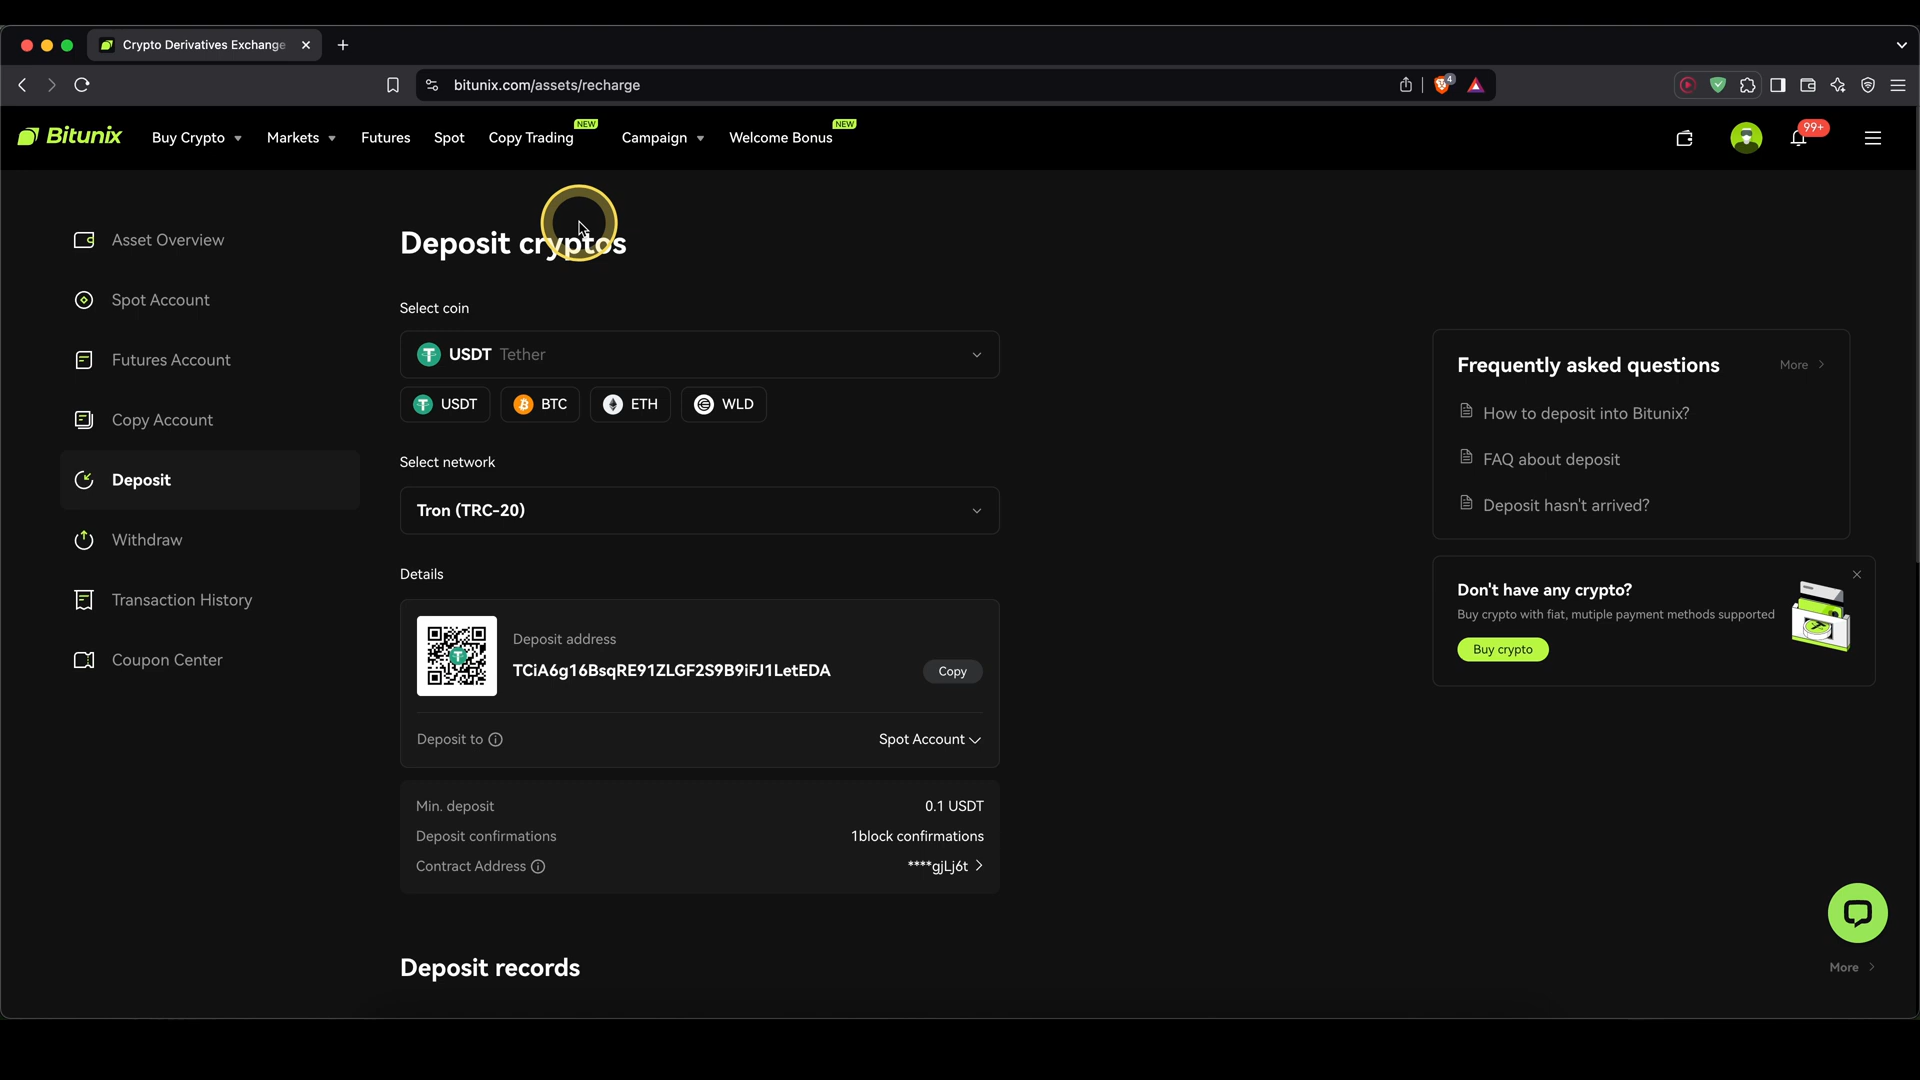 Crypto Derivatives Exchange
bitunix.com/assets/recharge
4
Bitunix
Buy Crypto
Markets
Futures
Spot
Copy Trading
NEW
Campaign
Welcome Bonus
NEW
99+
Asset Overview
Spot Account
Futures Account
Copy Account
Deposit
Withdraw
Transaction History
Coupon Center
Deposit cryptos
Select coin
USDT Tether
USDT
BTC
ETH
WLD
Select network
Tron (TRC-20)
Details
Deposit address
TCiA6g16BsqRE91ZLGF2S9B9iFJ1LetEDA
Copy
Deposit to
Spot Account
Min. deposit
0.1 USDT
Deposit confirmations
1block confirmations
Contract Address
****gjLj6t
Deposit records
More
Frequently asked questions
More
How to deposit into Bitunix?
FAQ about deposit
Deposit hasn't arrived?
Don't have any crypto?
Buy crypto with fiat, mutiple payment methods supported
Buy crypto